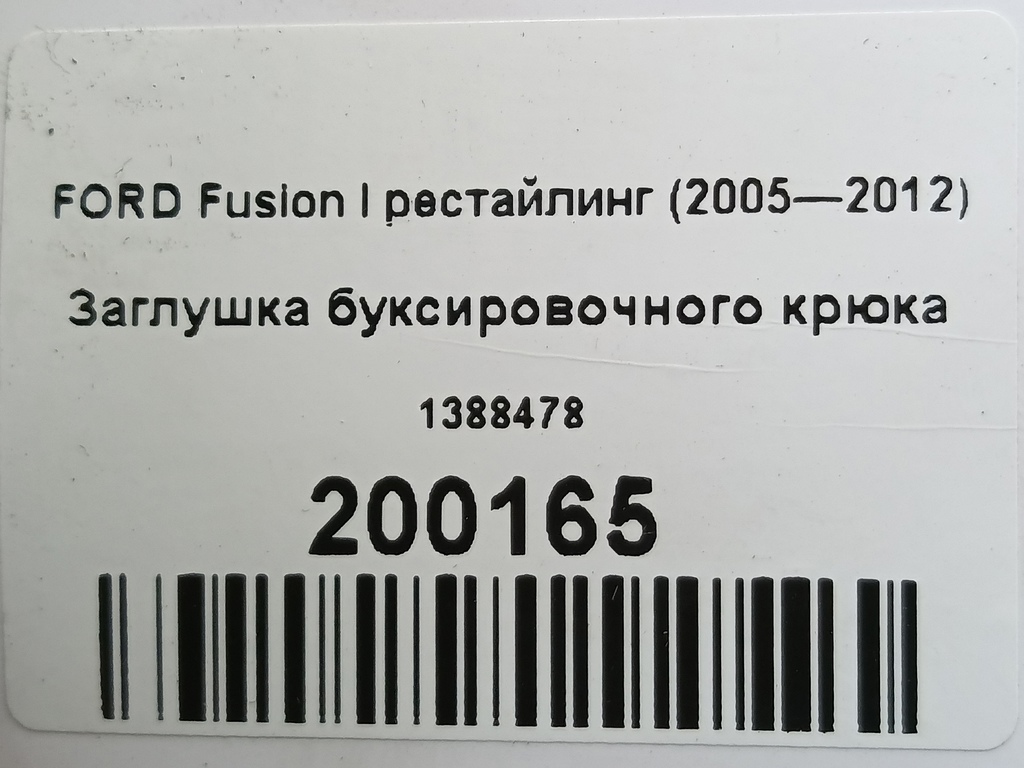 FORD Fusion I рестайлинг (2005—2012)
Заглушка буксировочного крюка
1388478
200165